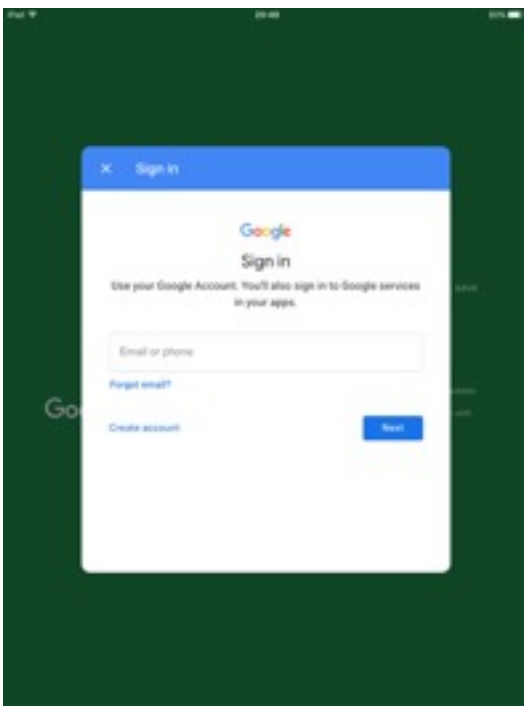 iPad
Sign in
Google
Sign in
Use your Google Account. You'll also sign in to Google services
in your apps.
Email or phone
Forgot email?
Goo
Create account
Next